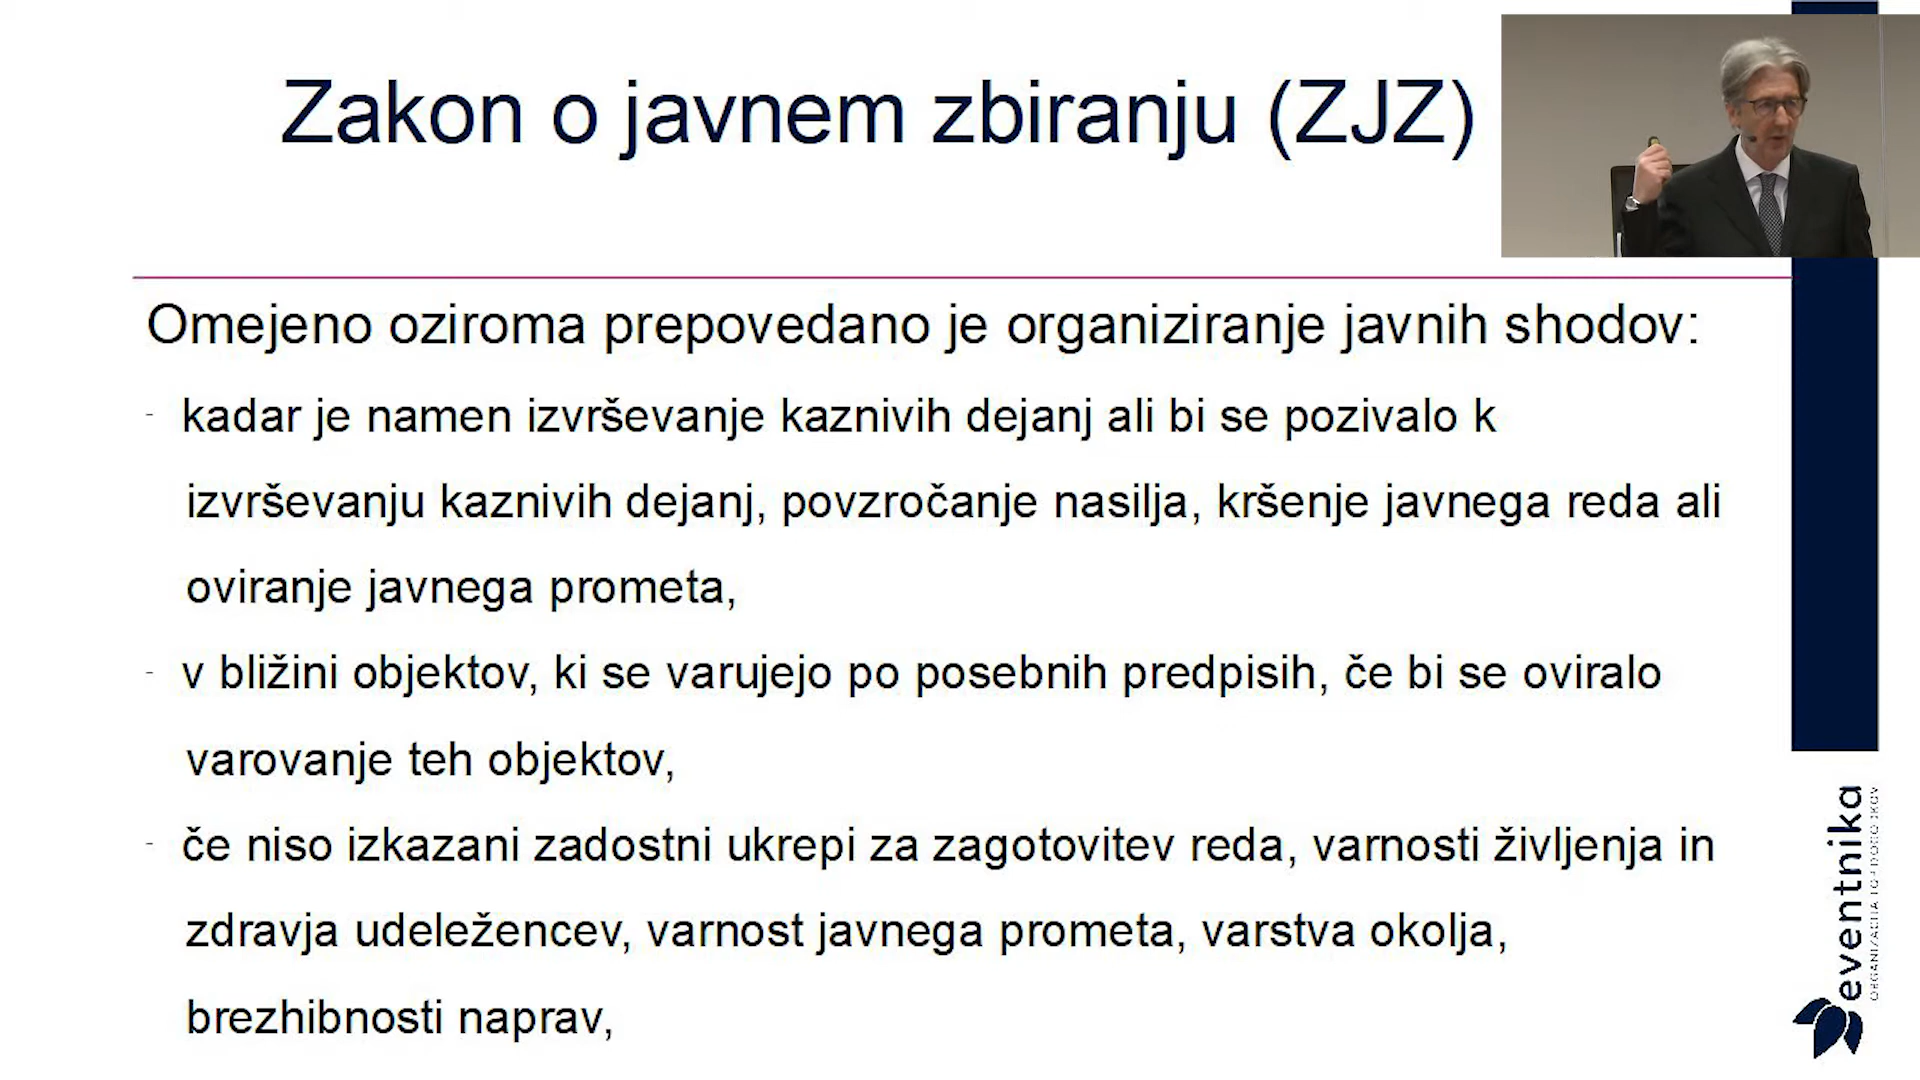 Zakon o javnem zbiranju (ZJZ)
Omejeno oziroma prepovedano je organiziranje javnih shodov:
- kadar je namen izvrševanje kaznivih dejanj ali bi se pozivalo k
izvrševanju kaznivih dejanj, povzročanje nasilja, kršenje javnega reda ali
oviranje javnega prometa,
- v bližini objektov, ki se varujejo po posebnih predpisih, če bi se oviralo
varovanje teh objektov,
- če niso izkazani zadostni ukrepi za zagotovitev reda, varnosti življenja in
zdravja udeležencev, varnost javnega prometa, varstva okolja,
brezhibnosti naprav,
eventnika
ORGANIZACIJA